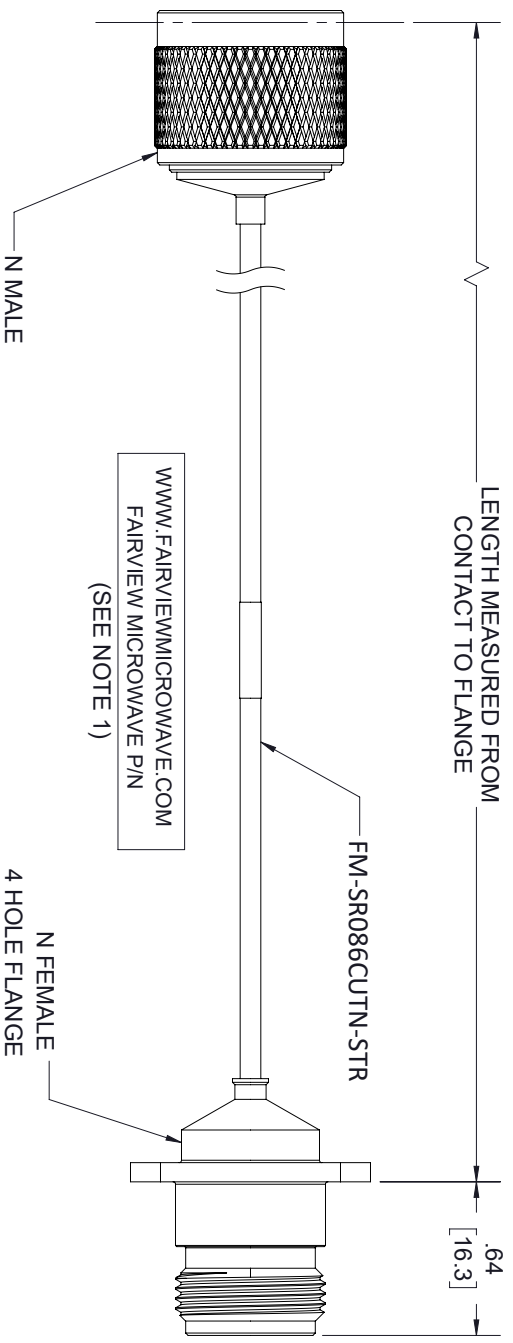 LENGTH MEASURED FROM
CONTACT TO FLANGE
.64
[16.3]
FM-SR086CUTN-STR
WWW.FAIRVIEWMICROWAVE.COM
FAIRVIEW MICROWAVE P/N
(SEE NOTE 1)
N MALE
N FEMALE
4 HOLE FLANGE